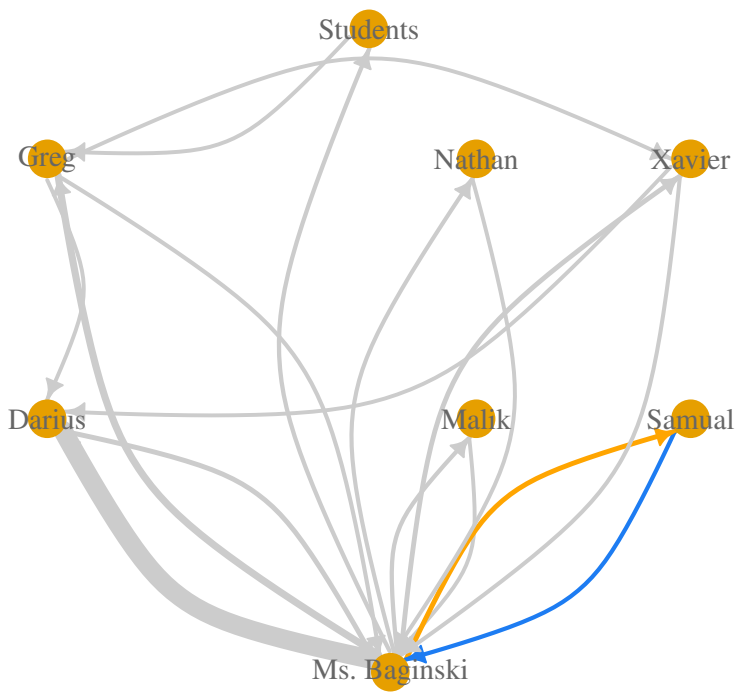 Students
Greg
Nathan
Xavier
Darius
Malik
Samual
Ms. Baginski